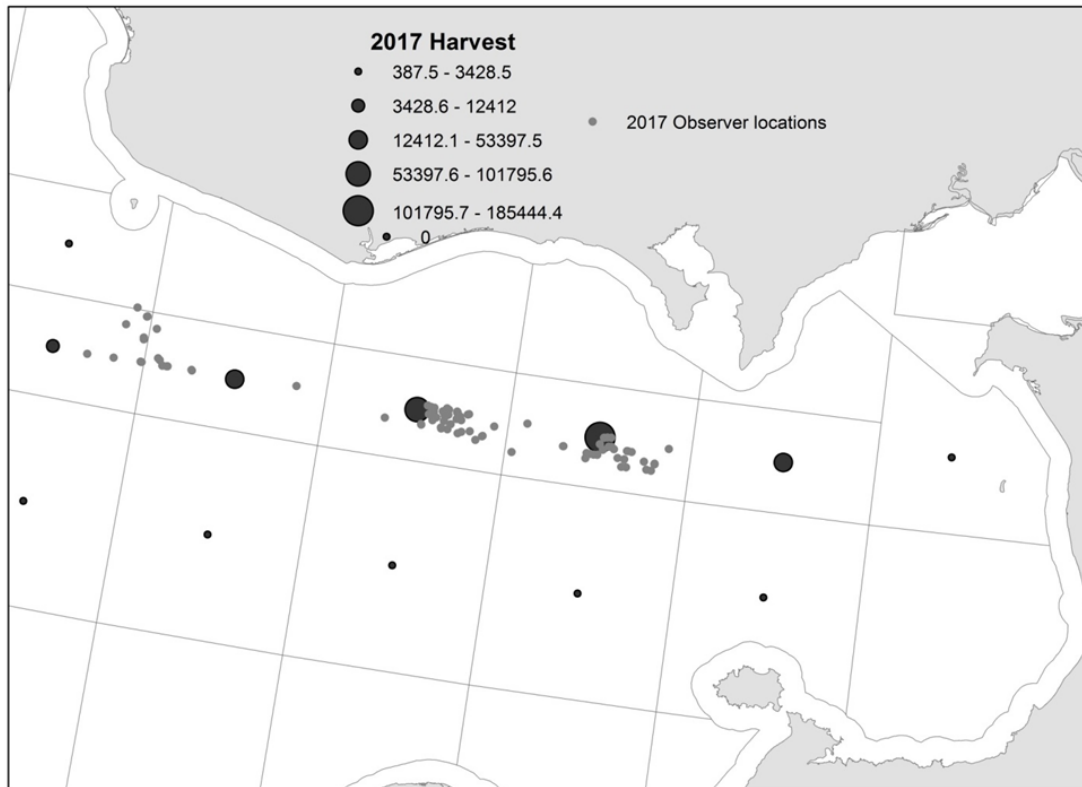 2017 Harvest
387.5 - 3428.5
3428.6 - 12412
12412.1 - 53397.5
53397.6 - 101795.6
101795.7 - 185444.4
0
2017 Observer locations